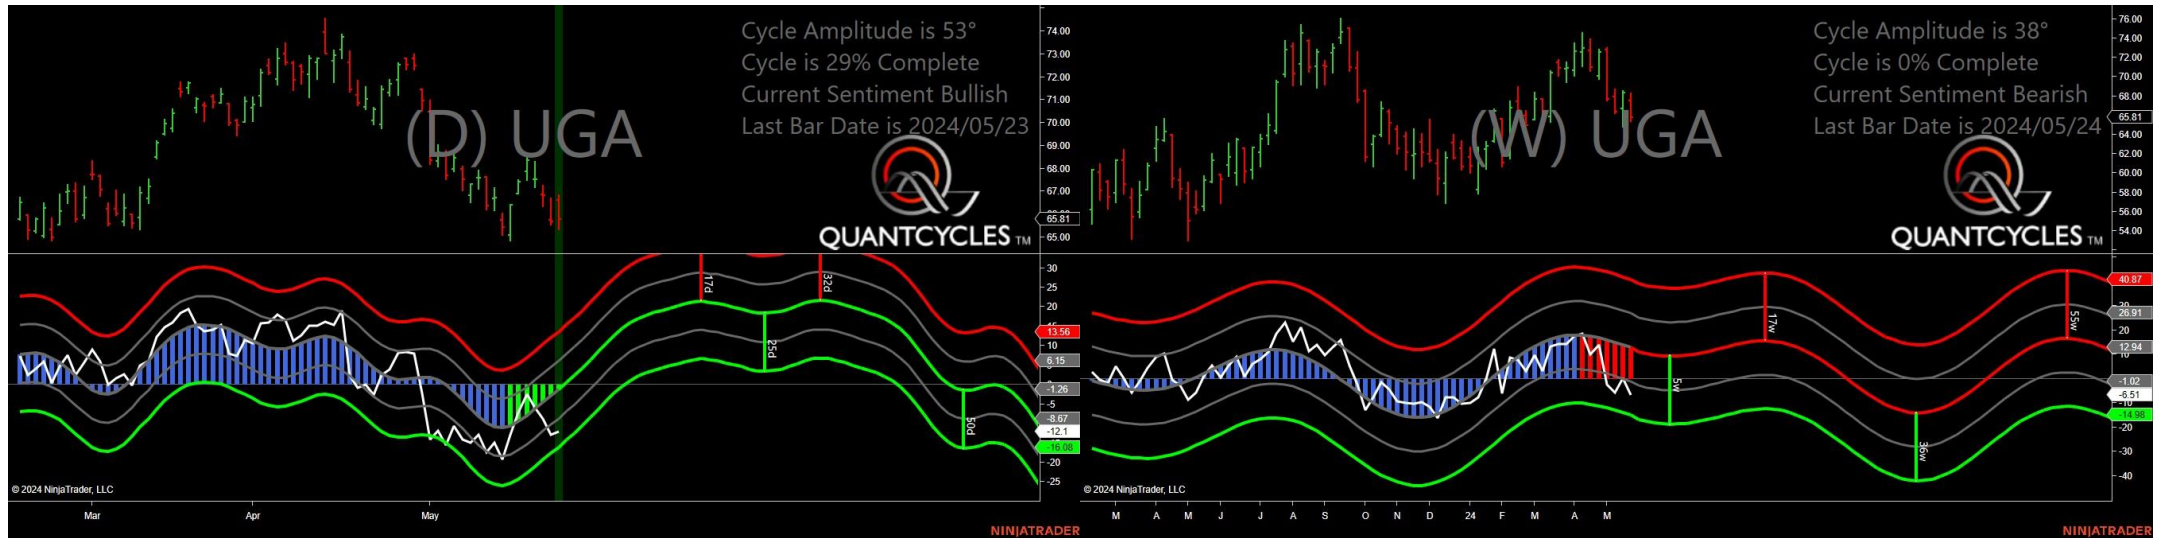 Cycle Amplitude is 53°
Cycle is 29% Complete
Current Sentiment Bullish
Last Bar Date is 2024/05/23
(D) UGA
QUANTCYCLES TM
74.00
73.00
72.00
71.00
70.00
69.00
68.00
67.00
65.81
65.00
17d
32d
25d
50d
30
25
20
13.56
10
6.15
-1.26
-5
-8.67
-12.1
-16.08
-20
-25
© 2024 NinjaTrader, LLC
Mar
Apr
May
NINJATRADER
Cycle Amplitude is 38°
Cycle is 0% Complete
Current Sentiment Bearish
Last Bar Date is 2024/05/24
(W) UGA
QUANTCYCLES TM
76.00
74.00
72.00
70.00
68.00
65.81
64.00
62.00
60.00
58.00
56.00
54.00
5w
17w
36w
55w
40.87
26.91
20
12.94
-1.02
-6.51
-14.98
-20
-30
-40
© 2024 NinjaTrader, LLC
M A M J J A S O N D 24 F M A M
NINJATRADER